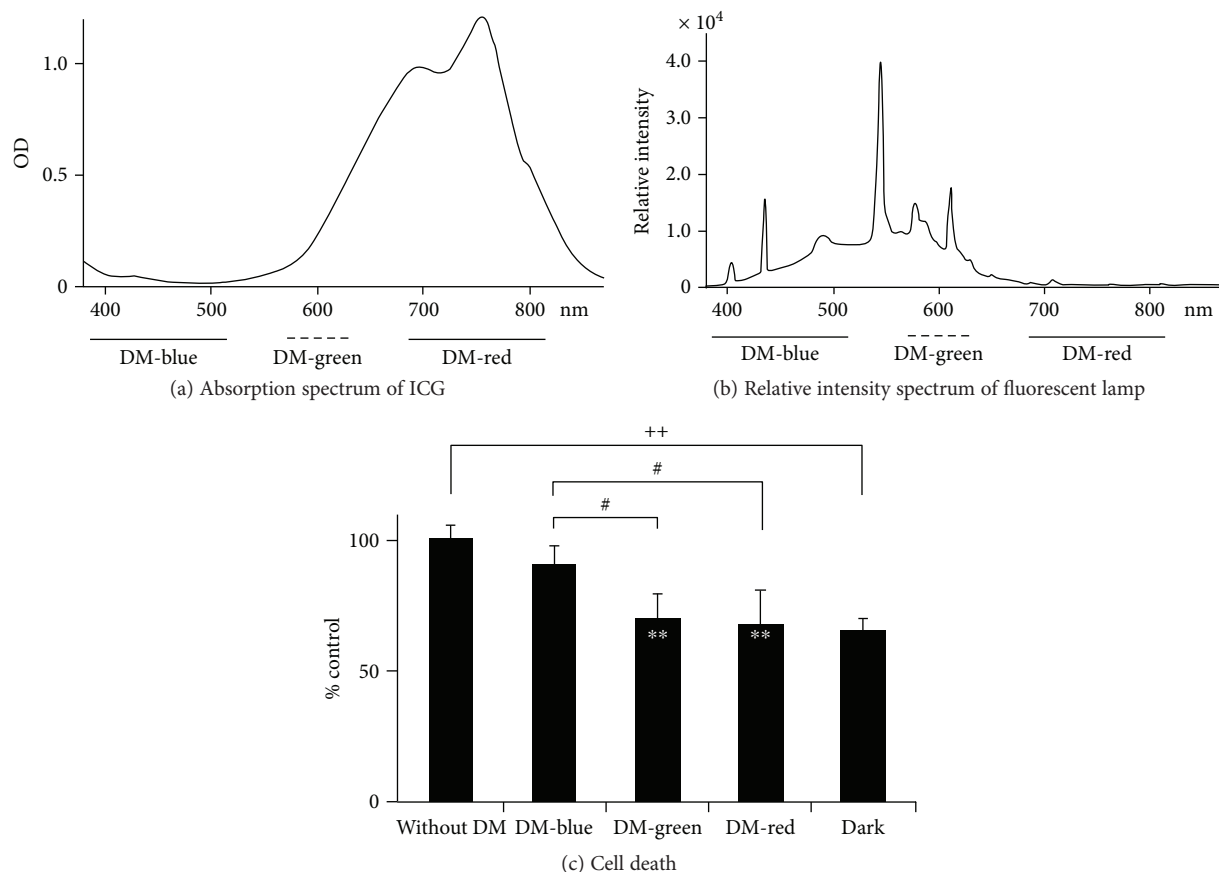 × 10⁴
1.0
0.5
0
OD
400 500 600 700 800 nm
DM-blue DM-green DM-red
(a) Absorption spectrum of ICG
4.0
3.0
2.0
1.0
0
Relative intensity
400 500 600 700 800 nm
DM-blue DM-green DM-red
(b) Relative intensity spectrum of fluorescent lamp
++
#
#
100
50
0
% control
** **
Without DM DM-blue DM-green DM-red Dark
(c) Cell death